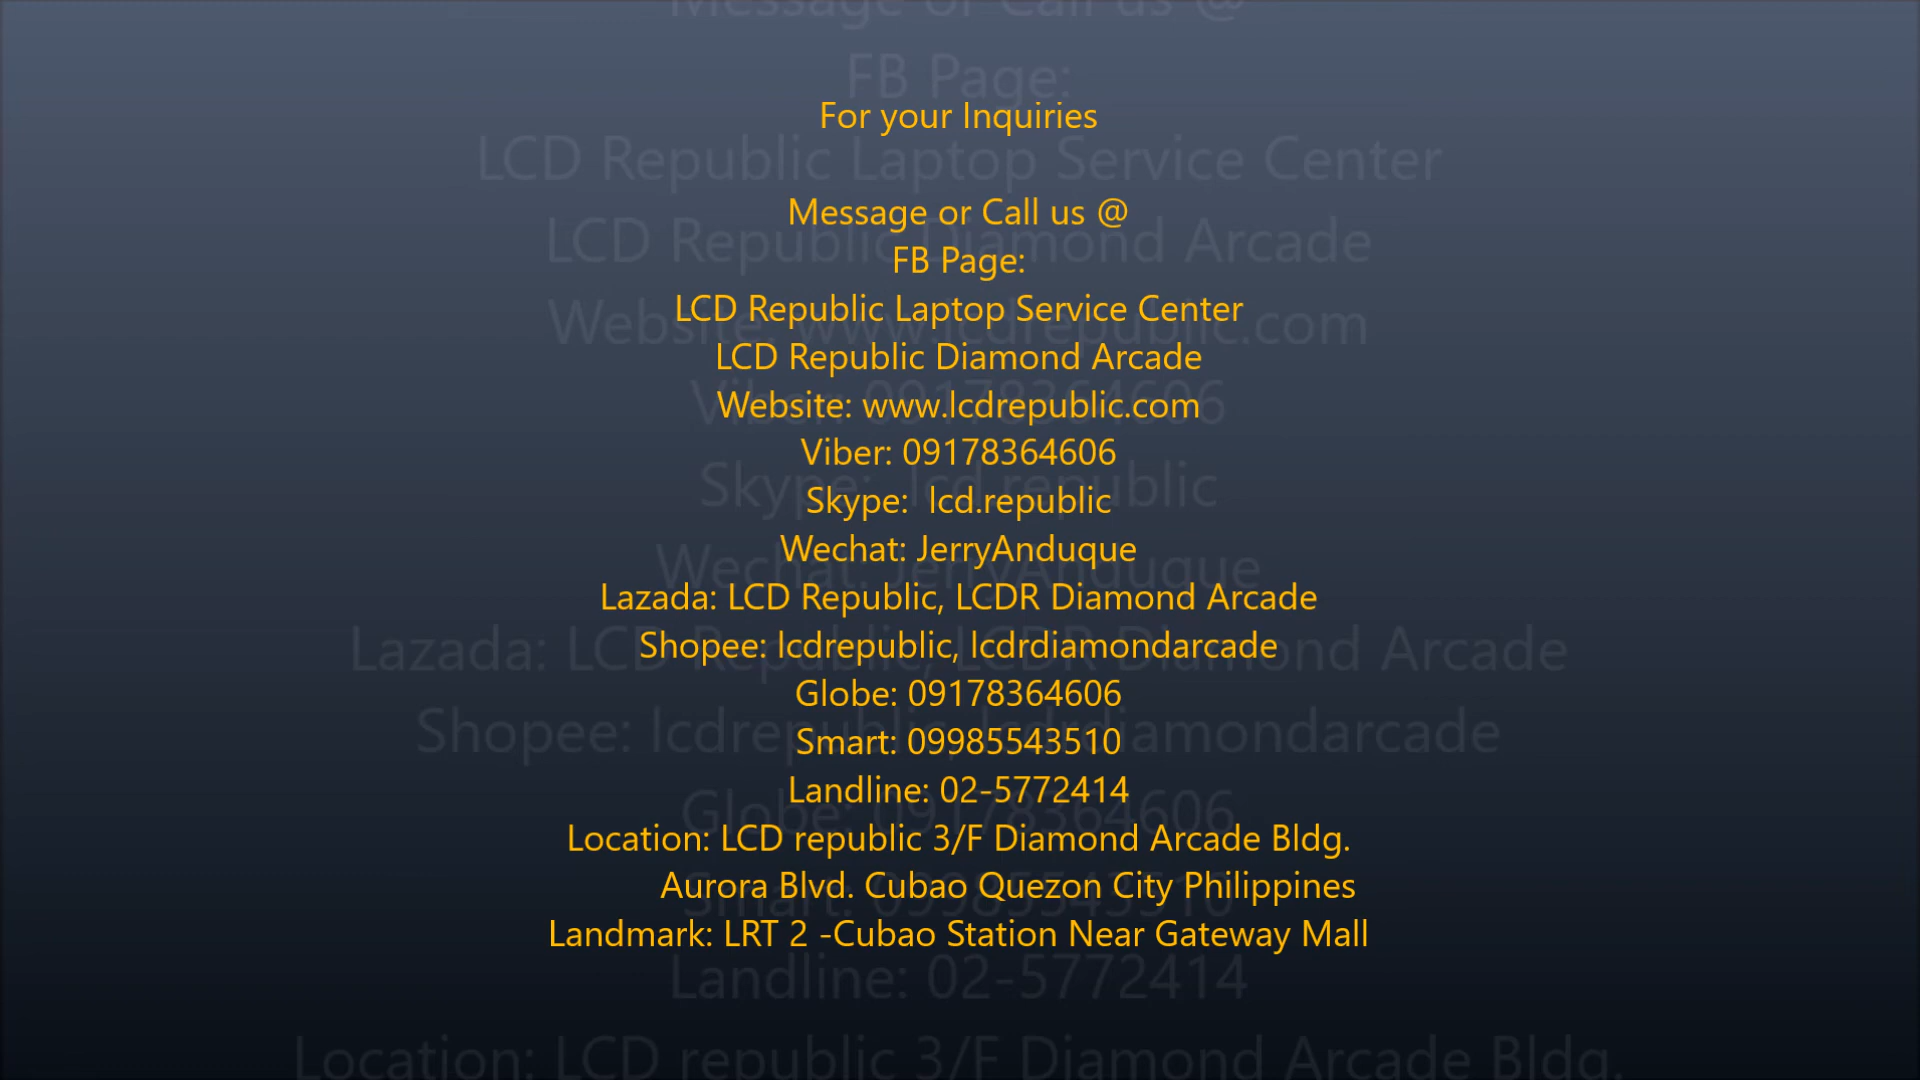 For your Inquiries
Message or Call us @
FB Page:
LCD Republic Laptop Service Center
LCD Republic Diamond Arcade
Website: www.lcdrepublic.com
Viber: 09178364606
Skype:  lcd.republic
Wechat: JerryAnduque
Lazada: LCD Republic, LCDR Diamond Arcade
Shopee: lcdrepublic, lcdrdiamondarcade
Globe: 09178364606
Smart: 09985543510
Landline: 02-5772414
Location: LCD republic 3/F Diamond Arcade Bldg.
Aurora Blvd. Cubao Quezon City Philippines
Landmark: LRT 2 -Cubao Station Near Gateway Mall